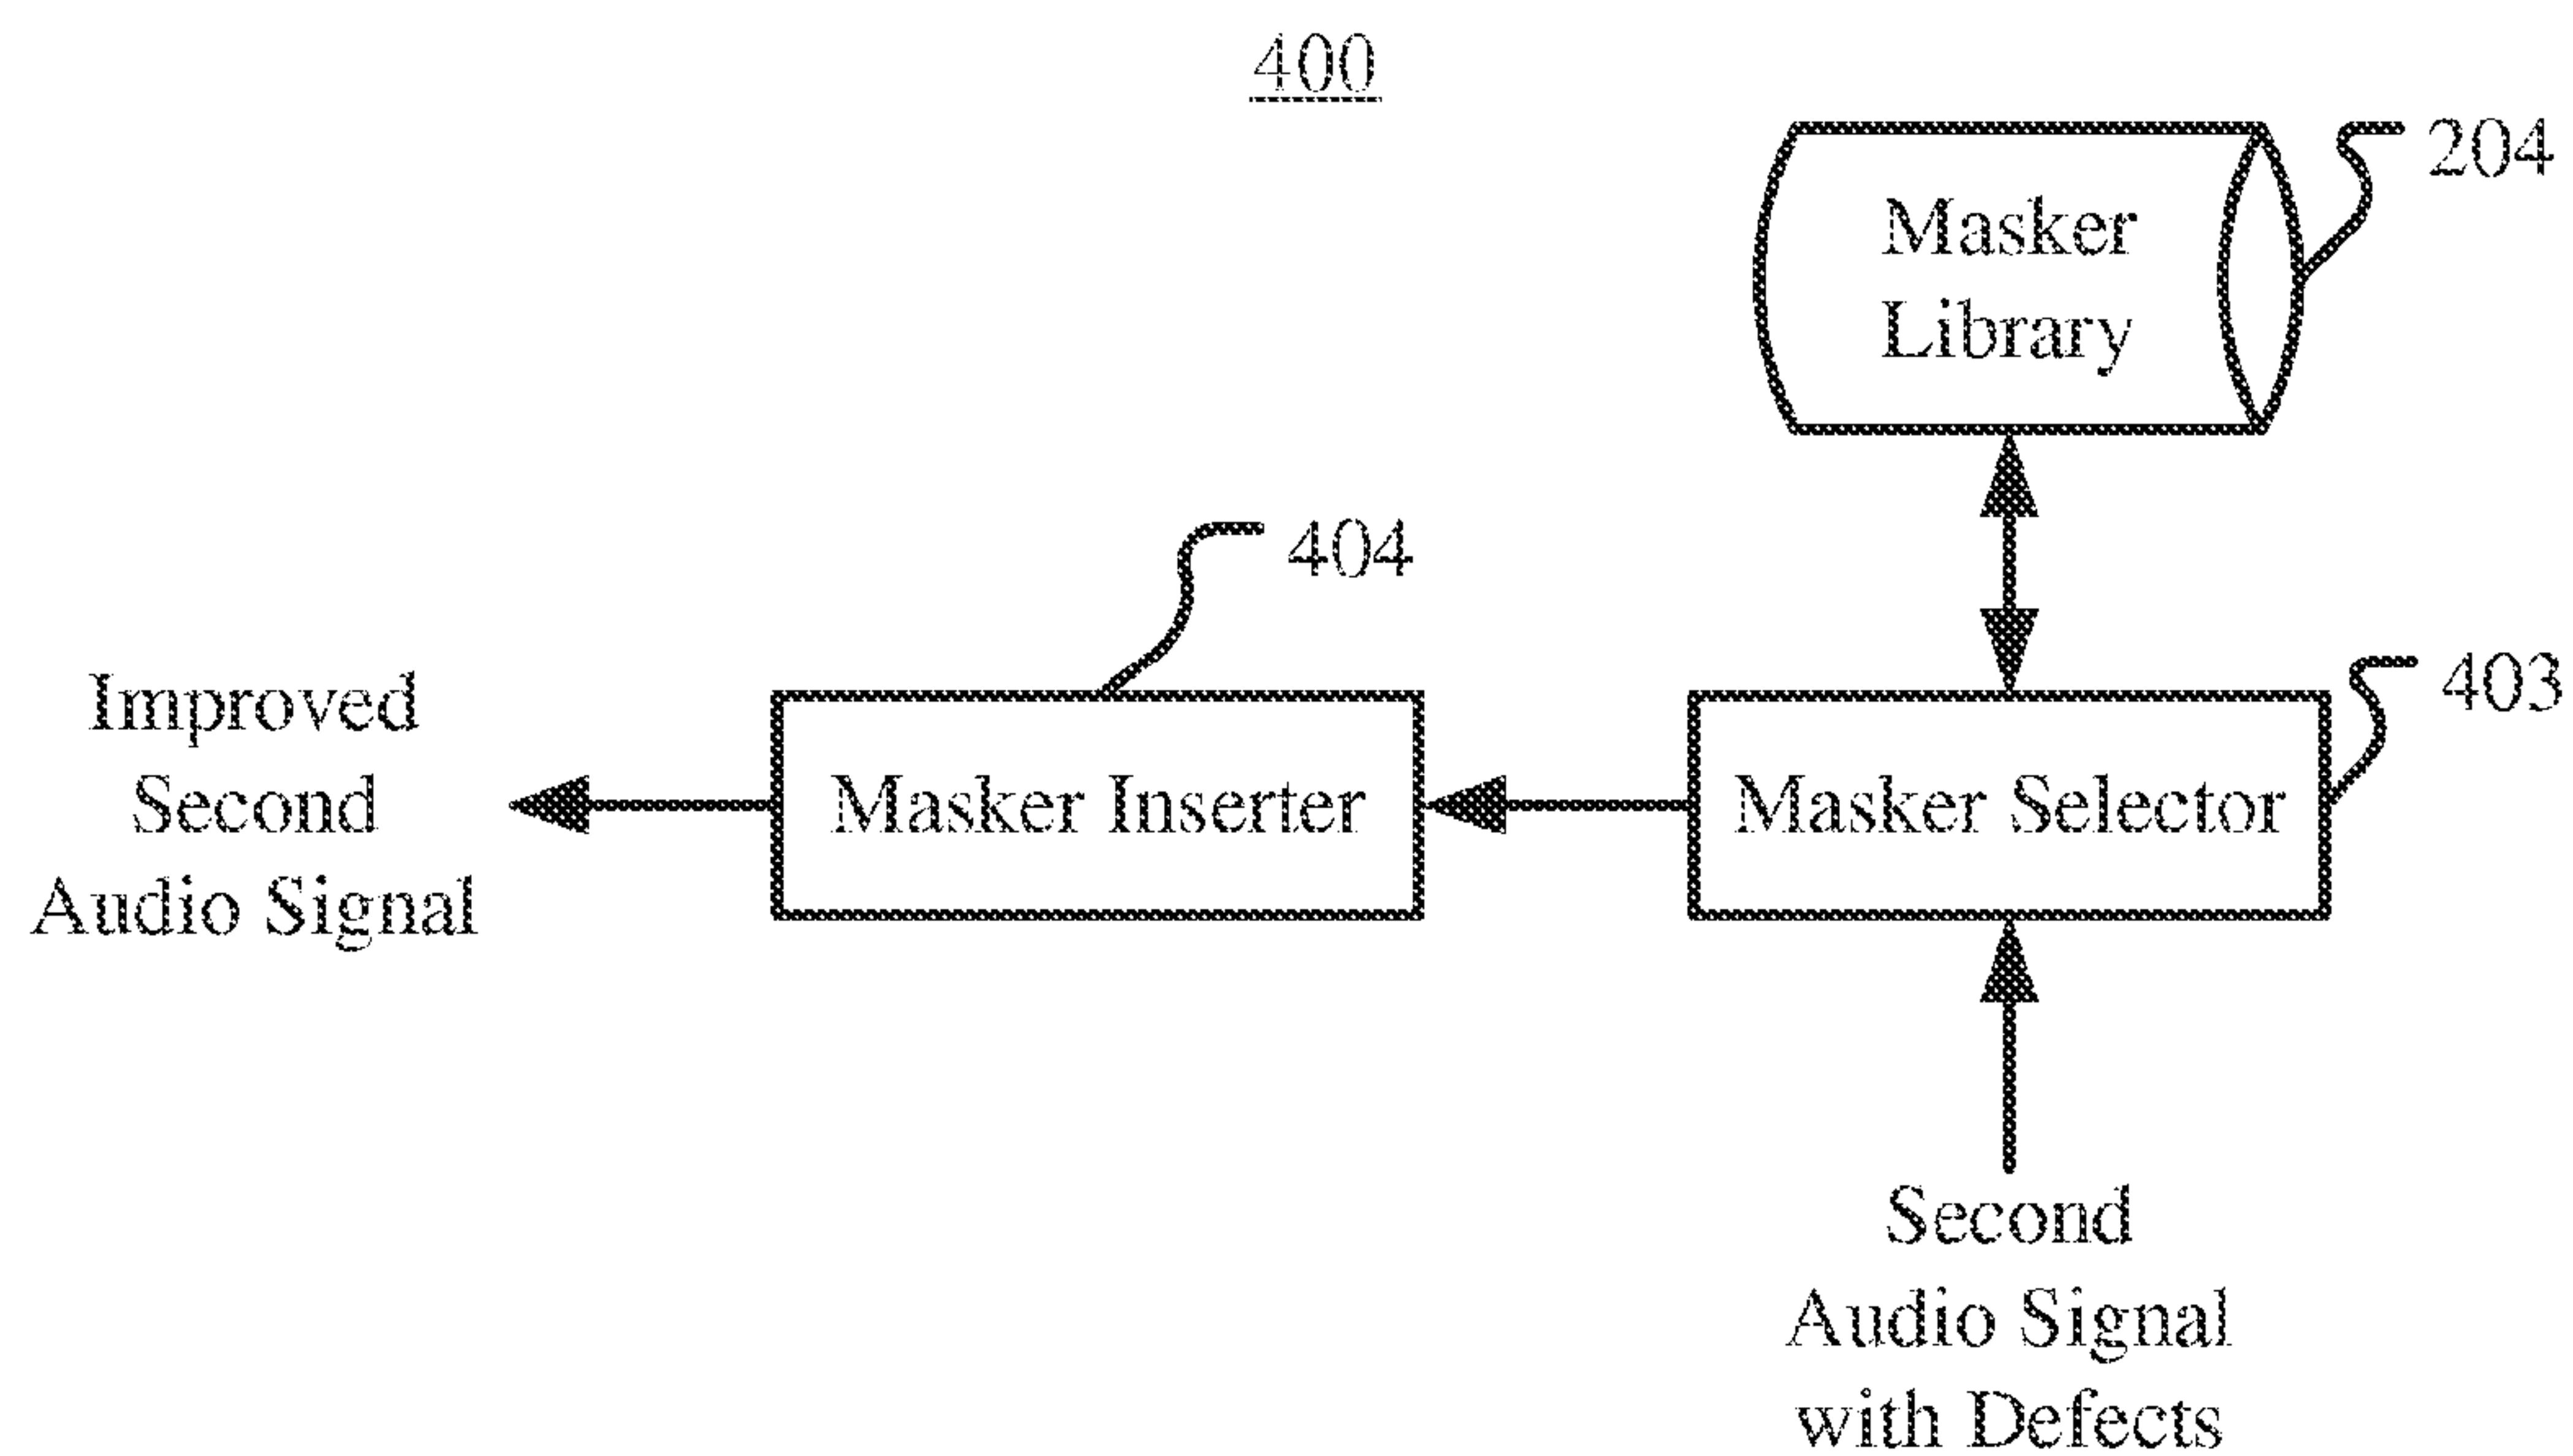 400
204
Masker
Library
404
403
Improved
Second
Audio Signal
Masker Inserter
Masker Selector
Second
Audio Signal
with Defects